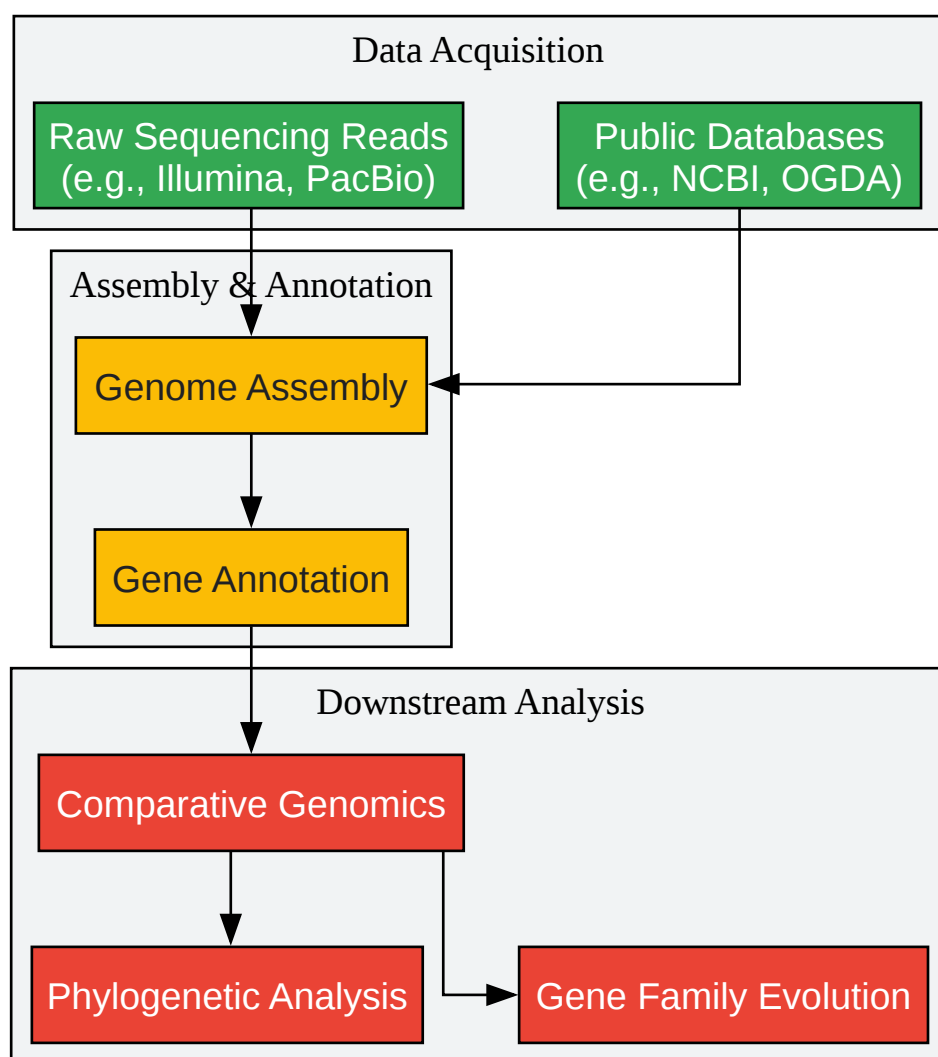 Data Acquisition
Raw Sequencing Reads
(e.g., Illumina, PacBio)
Public Databases
(e.g., NCBI, OGDA)
Assembly & Annotation
Genome Assembly
Gene Annotation
Downstream Analysis
Comparative Genomics
Phylogenetic Analysis
Gene Family Evolution